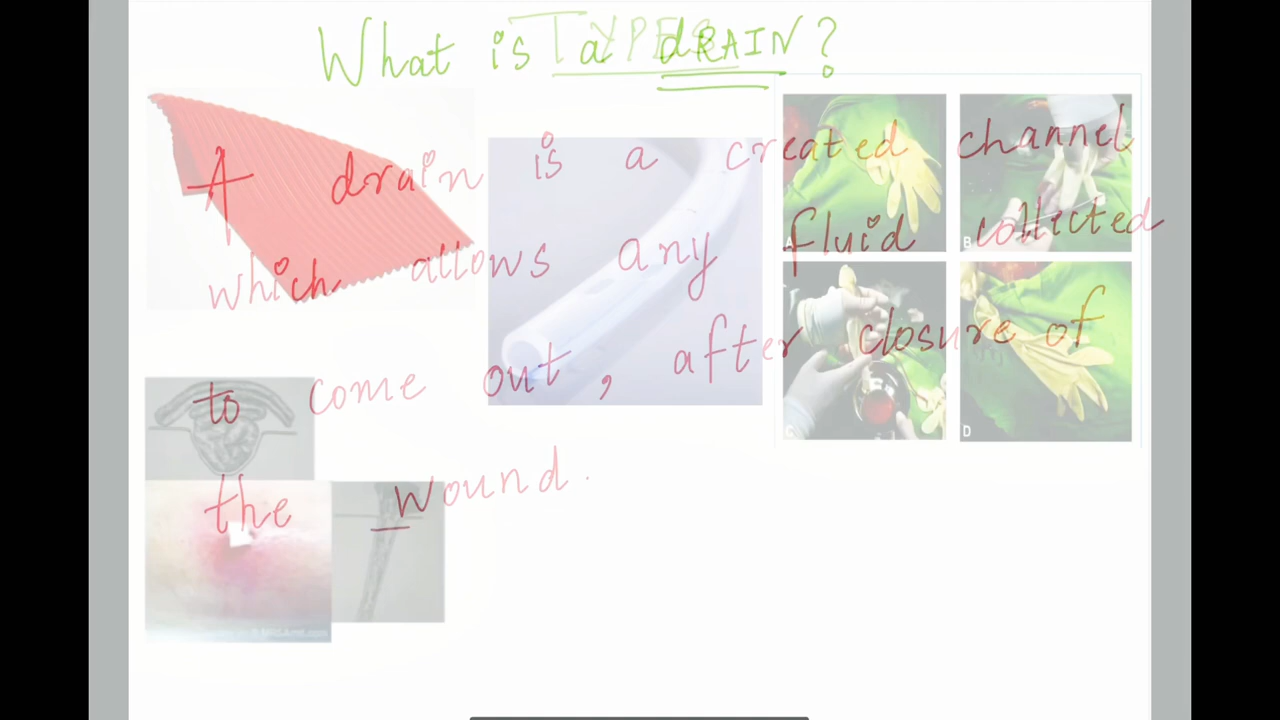 What is a DRAIN?
TYPES
A drain is a created channel
which allows any fluid collected
to come out, after closure of
the wound.
A
B
C
D